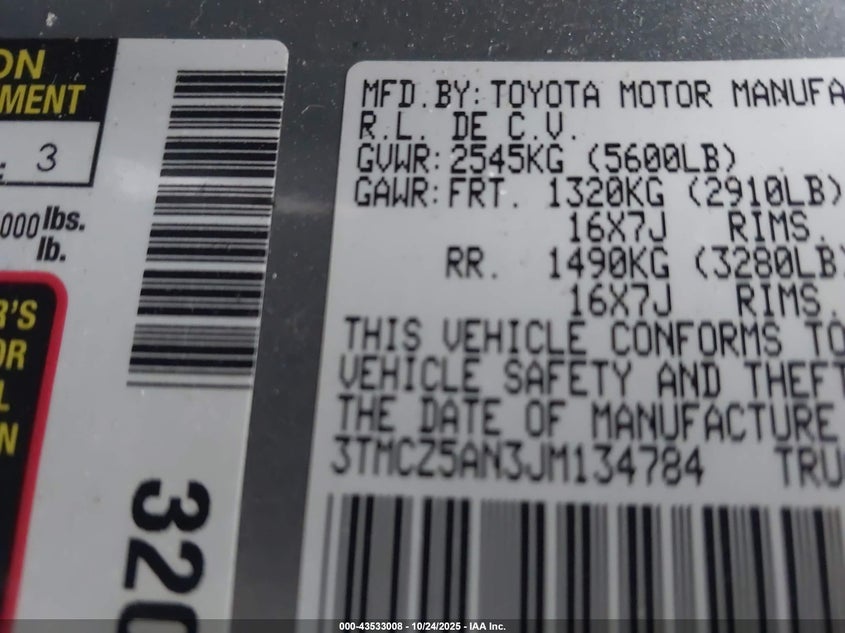 ON
MENT
: 3
000 lbs.
lb.
R'S
OR
L
N
320
MFD.BY:TOYOTA MOTOR MANUFA
R.L. DE C.V.
GVWR:2545KG (5600LB)
GAWR:FRT. 1320KG (2910LB)
16X7J RIMS.
RR. 1490KG (3280LB)
16X7J RIMS.
THIS VEHICLE CONFORMS TO
VEHICLE SAFETY AND THEFT
THE DATE OF MANUFACTURE
3TMCZ5AN3JM134784 TRU
000-43533008 - 10/24/2025 - IAA Inc.